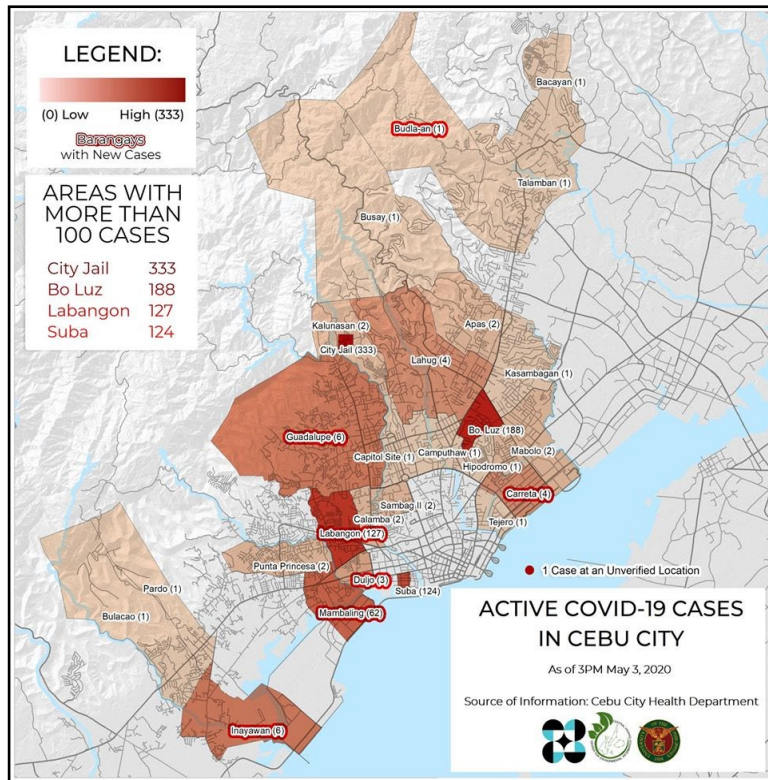 LEGEND:
(0) Low High (333)
Barangays
with New Cases
AREAS WITH
MORE THAN
100 CASES
City Jail 333
Bo Luz 188
Labangon 127
Suba 124
Bacayan (1)
Budla-an (1)
Talamban (1)
Busay (1)
Kalunasan (2)
Apas (2)
City Jail (333)
Lahug (4)
Kasambagan (1)
Guadalupe (6)
Bo. Luz (188)
Capitol Site (1)
Camputhaw (1)
Mabolo (2)
Hipodromo (1)
Carreta (4)
Sambag II (2)
Calamba (2)
Tejero (1)
Labangon (127)
Punta Princesa (2)
Duljo (3)
Suba (124)
Pardo (1)
Mambaling (62)
Bulacao (1)
Inayawan (6)
1 Case at an Unverified Location
ACTIVE COVID-19 CASES
IN CEBU CITY
As of 3PM May 3, 2020
Source of Information: Cebu City Health Department